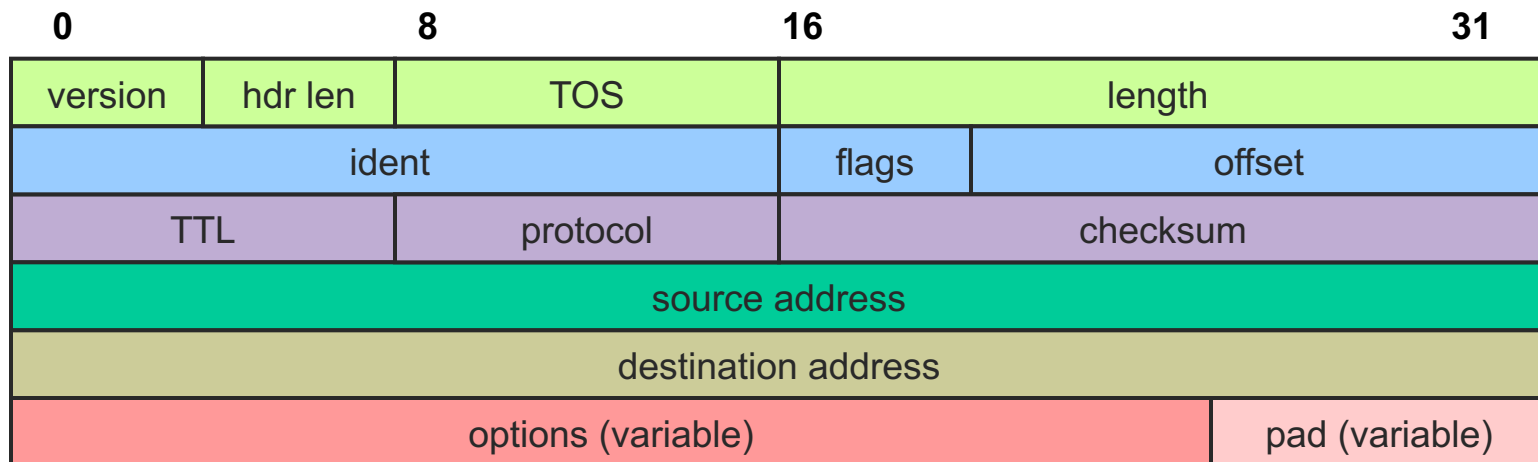 0 8 16 31
version hdr len TOS length
ident flags offset
TTL protocol checksum
source address
destination address
options (variable) pad (variable)